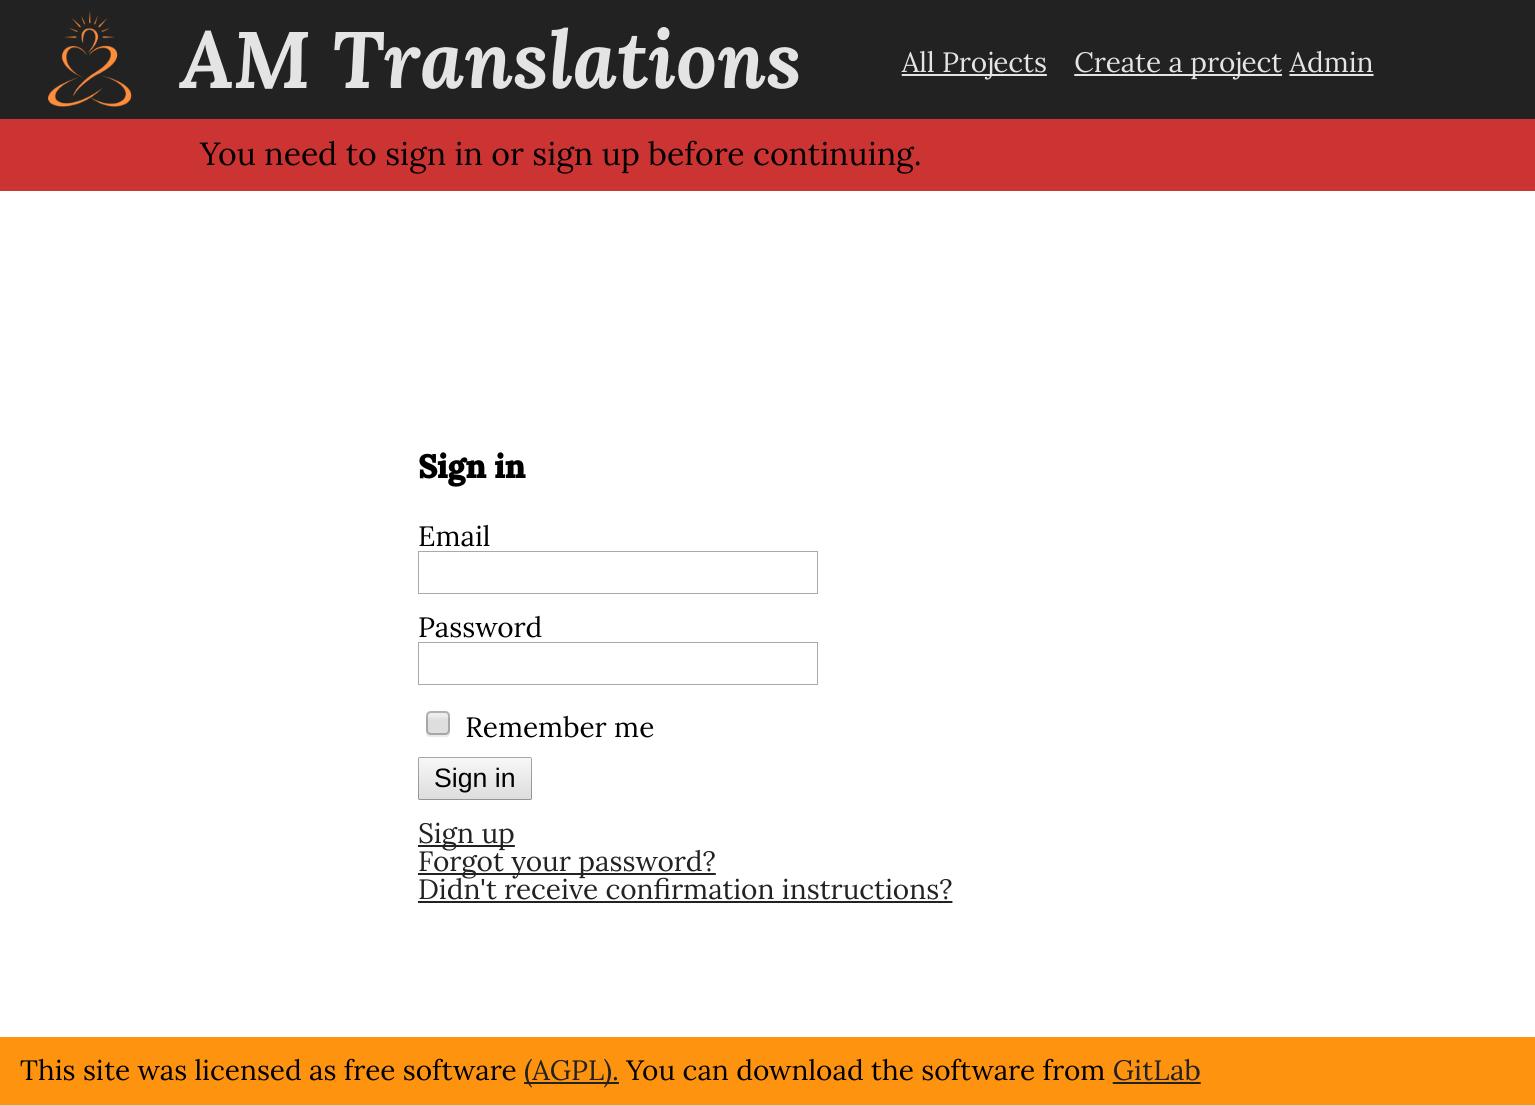 AM Translations
All Projects Create a project Admin
You need to sign in or sign up before continuing.
Sign in
Email
Password
Remember me
Sign in
Sign up
Forgot your password?
Didn't receive confirmation instructions?
This site was licensed as free software (AGPL). You can download the software from GitLab